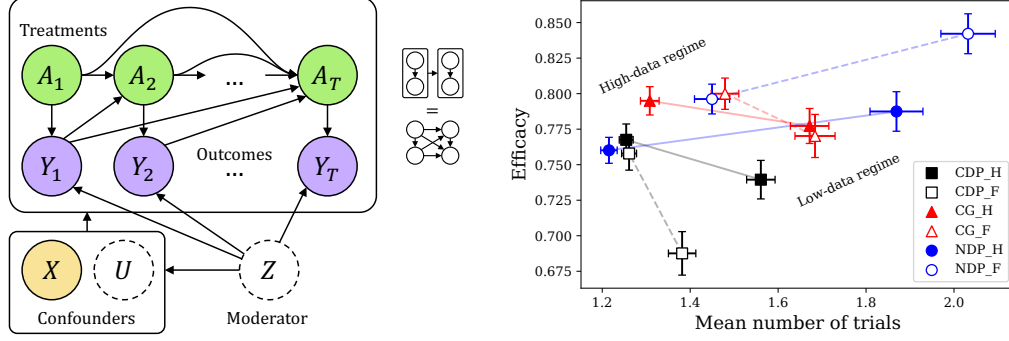 Treatments
A1 A2 ... AT
Y1 Y2 ... YT
Outcomes
X U Z
Confounders
Moderator
=
Efficacy
0.850
0.825
0.800
0.775
0.750
0.725
0.700
0.675
High-data regime
Low-data regime
CDP_H
CDP_F
CG_H
CG_F
NDP_H
NDP_F
1.2 1.4 1.6 1.8 2.0
Mean number of trials